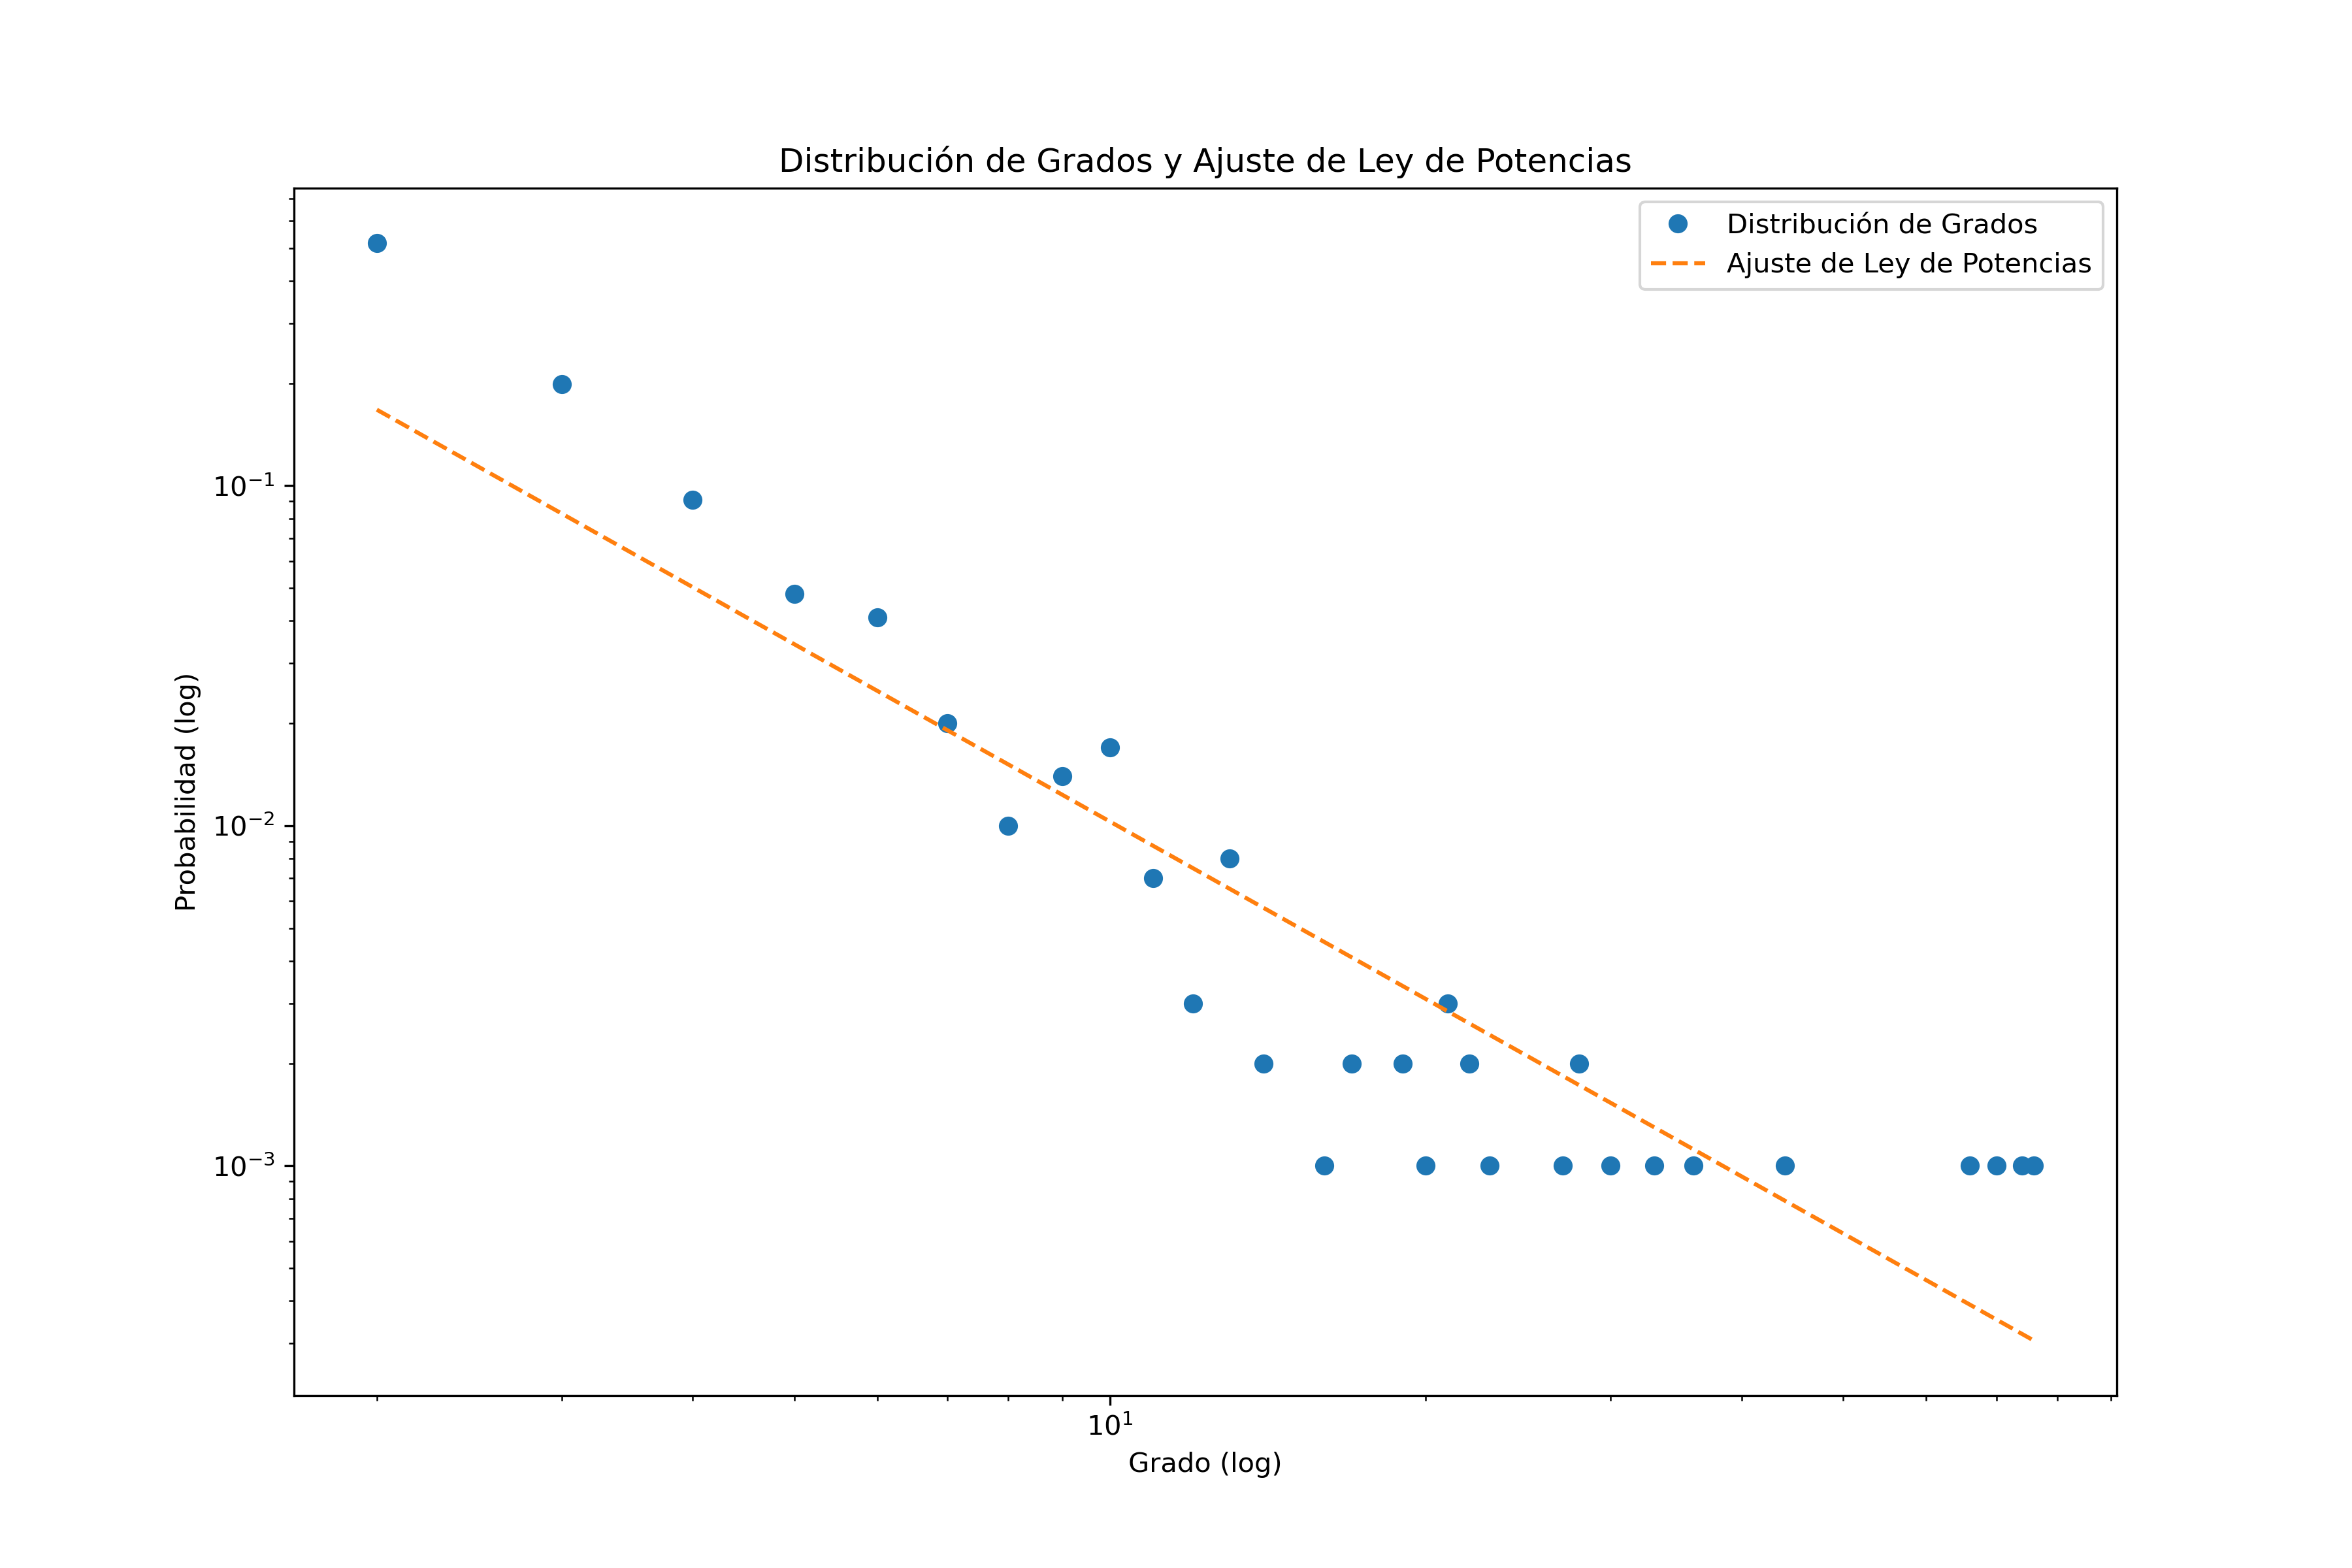 Distribución de Grados y Ajuste de Ley de Potencias
Distribución de Grados
Ajuste de Ley de Potencias
Probabilidad (log)
10⁻¹
10⁻²
10⁻³
10¹
Grado (log)